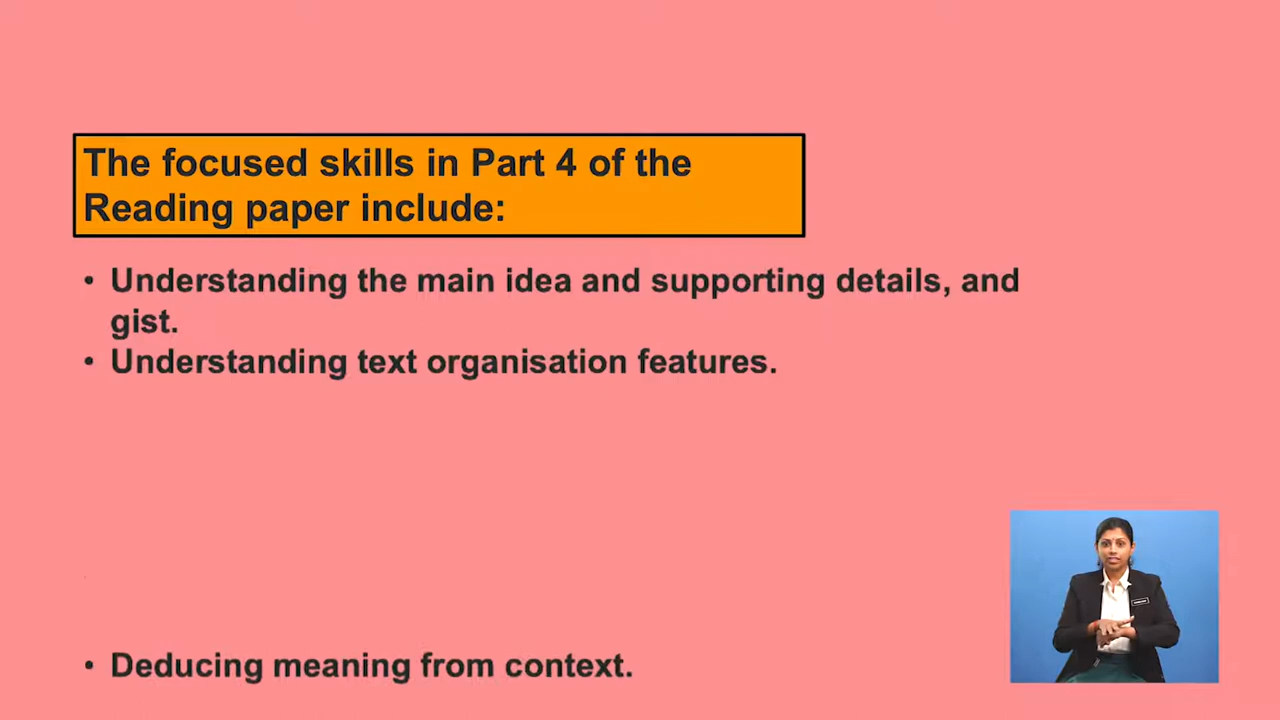 The focused skills in Part 4 of the
Reading paper include:
• Understanding the main idea and supporting details, and
gist.
• Understanding text organisation features.
• Deducing meaning from context.